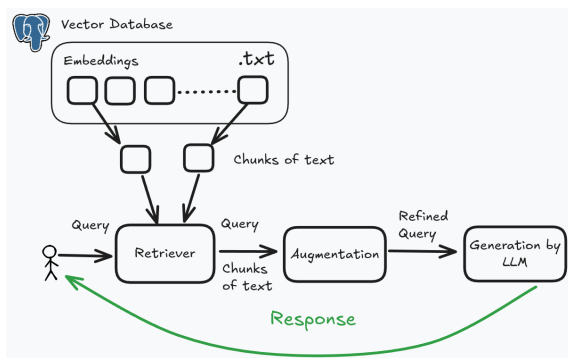 Vector Database
Embeddings
.txt
Chunks of text
Query
Retriever
Query
Chunks
of text
Augmentation
Refined
Query
Generation by
LLM
Response